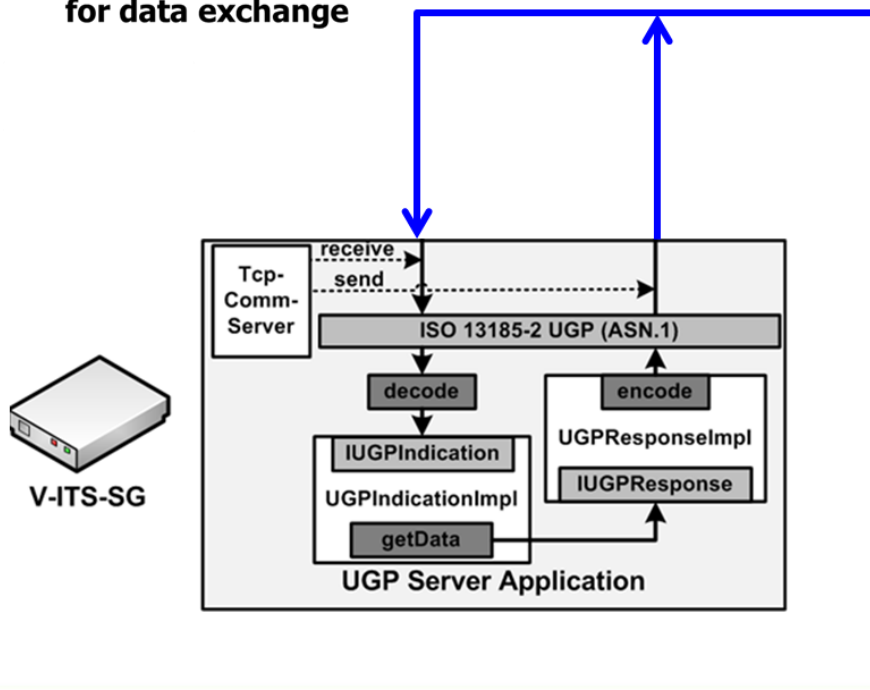 for data exchange
receive
send
Tcp-
Comm-
Server
ISO 13185-2 UGP (ASN.1)
decode
encode
IUGPIndication
UGPResponseImpl
UGPIndicationImpl
IUGPResponse
getData
V-ITS-SG
UGP Server Application